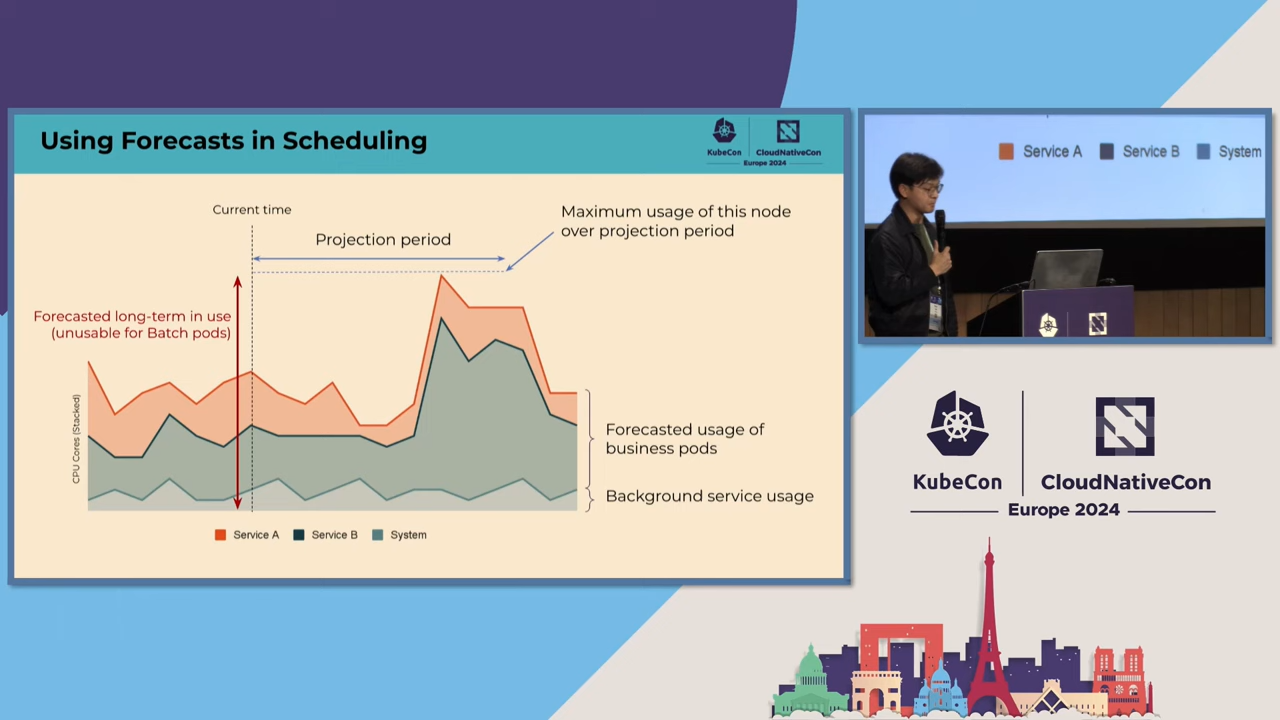 Using Forecasts in Scheduling
KubeCon
CloudNativeCon
Europe 2024
Current time
Projection period
Maximum usage of this node
over projection period
Forecasted long-term in use
(unusable for Batch pods)
CPU Cores (Stacked)
Forecasted usage of
business pods
Background service usage
Service A
Service B
System
Service A
Service B
System
KubeCon
CloudNativeCon
Europe 2024